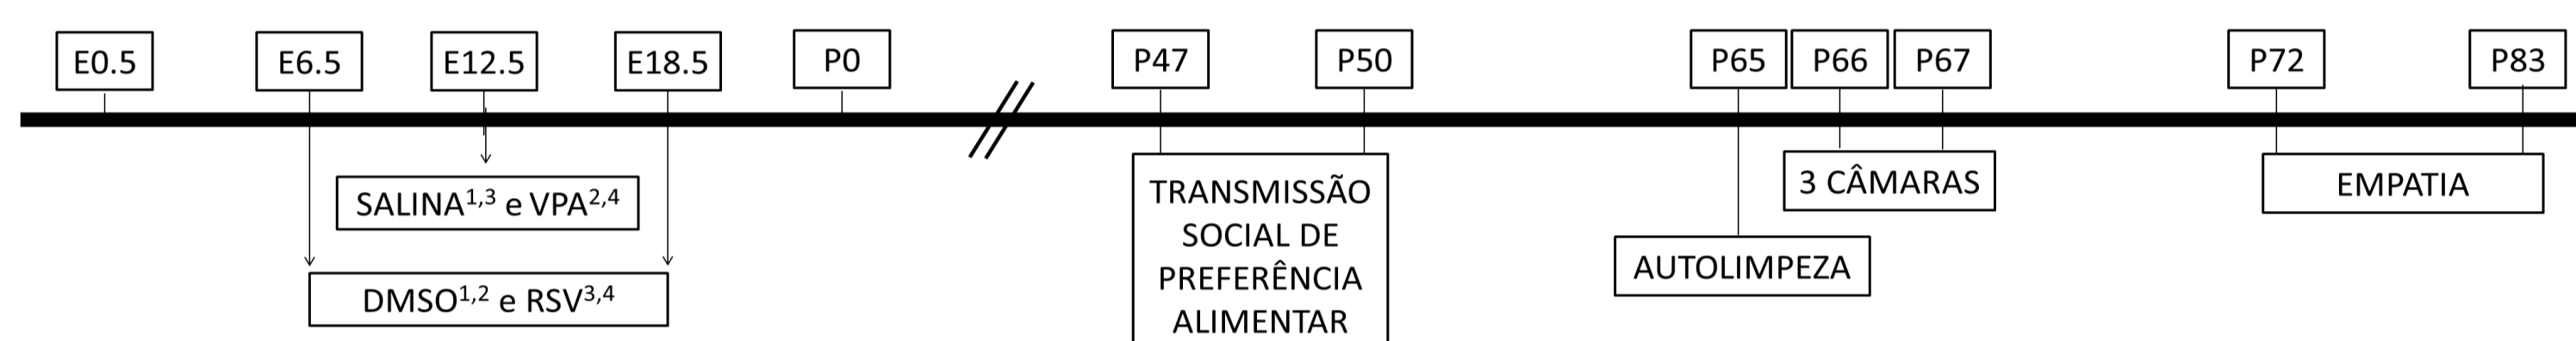 E0.5
E6.5
E12.5
E18.5
P0
P47
P50
P65
P66
P67
P72
P83
SALINA¹,³ e VPA²,⁴
DMSO¹,² e RSV³,⁴
TRANSMISSÃO
SOCIAL DE
PREFERÊNCIA
ALIMENTAR
AUTOLIMPEZA
3 CÂMARAS
EMPATIA